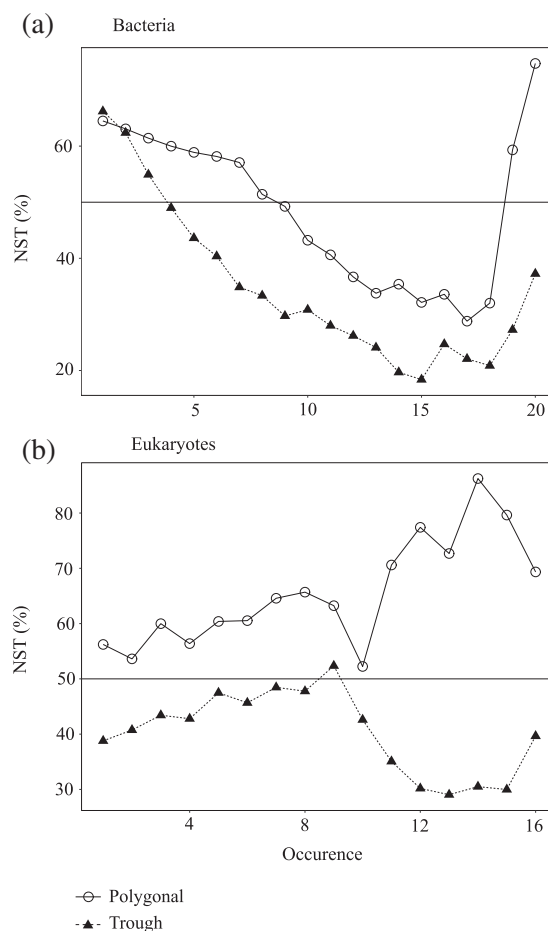 (a) Bacteria
60
40
20
NST (%)
5 10 15 20
(b) Eukaryotes
80
70
60
50
40
30
NST (%)
4 8 12 16
Occurence
Polygonal
Trough